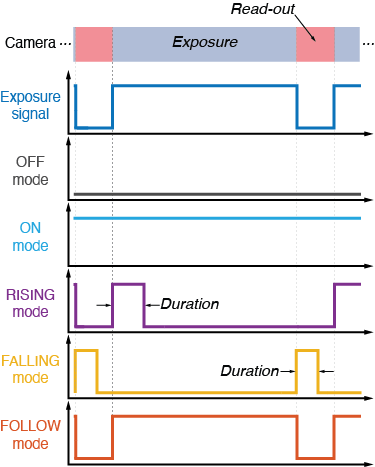 Read-out
Camera ... Exposure ...
Exposure
signal
OFF
mode
ON
mode
RISING
mode
Duration
FALLING
mode
Duration
FOLLOW
mode